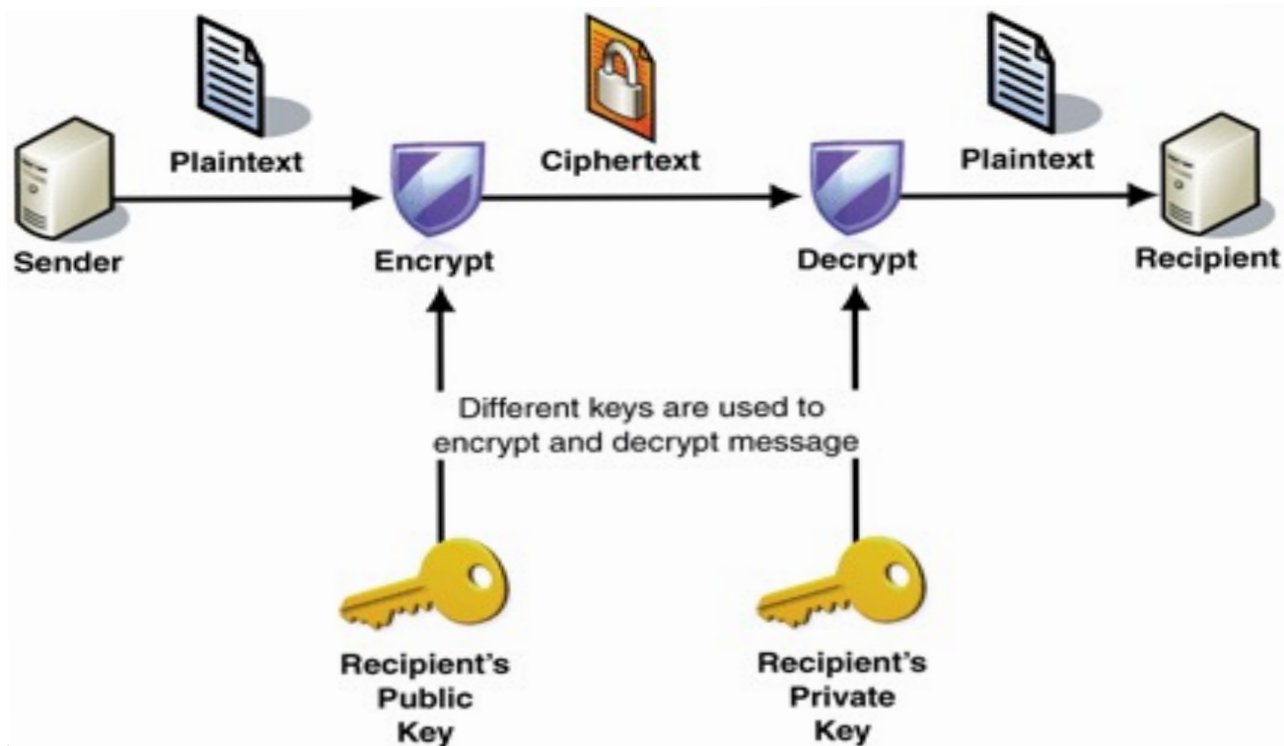 Plaintext
Ciphertext
Plaintext
Sender
Encrypt
Decrypt
Recipient
Different keys are used to
encrypt and decrypt message
Recipient's
Public
Key
Recipient's
Private
Key